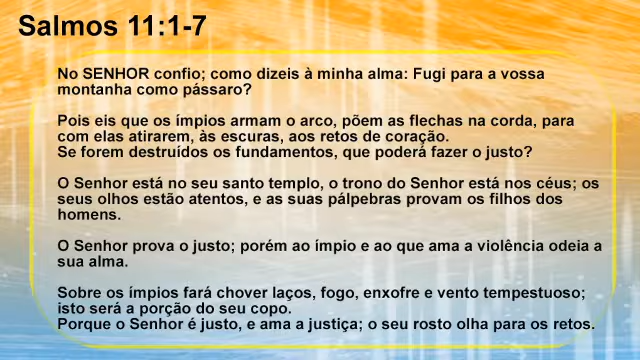 Salmos 11:1-7
No SENHOR confio; como dizeis à minha alma: Fugi para a vossa
montanha como pássaro?
Pois eis que os ímpios armam o arco, põem as flechas na corda, para
com elas atirarem, às escuras, aos retos de coração.
Se forem destruídos os fundamentos, que poderá fazer o justo?
O Senhor está no seu santo templo, o trono do Senhor está nos céus; os
seus olhos estão atentos, e as suas pálpebras provam os filhos dos
homens.
O Senhor prova o justo; porém ao ímpio e ao que ama a violência odeia a
sua alma.
Sobre os ímpios fará chover laços, fogo, enxofre e vento tempestuoso;
isto será a porção do seu copo.
Porque o Senhor é justo, e ama a justiça; o seu rosto olha para os retos.